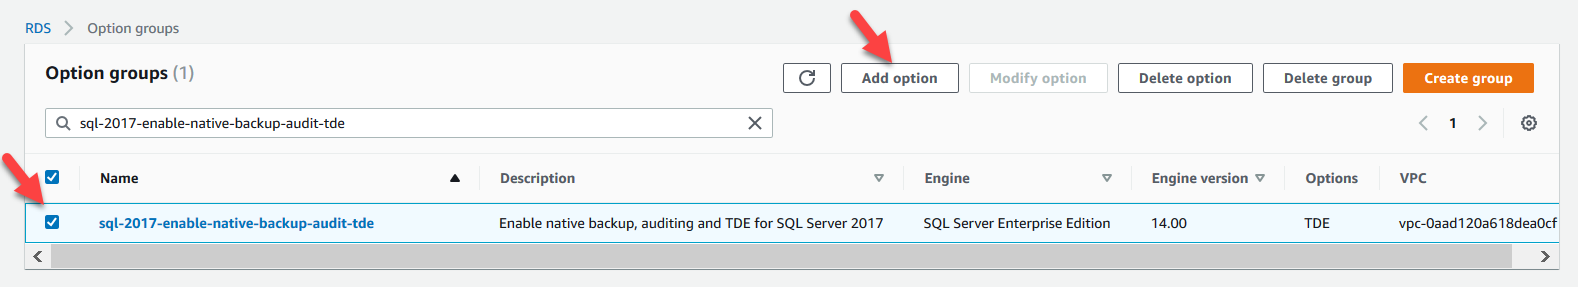 RDS > Option groups
Option groups (1)
Add option
Modify option
Delete option
Delete group
Create group
sql-2017-enable-native-backup-audit-tde
1
Name Description Engine Engine version Options VPC
sql-2017-enable-native-backup-audit-tde Enable native backup, auditing and TDE for SQL Server 2017 SQL Server Enterprise Edition 14.00 TDE vpc-0aad120a618dea0cf